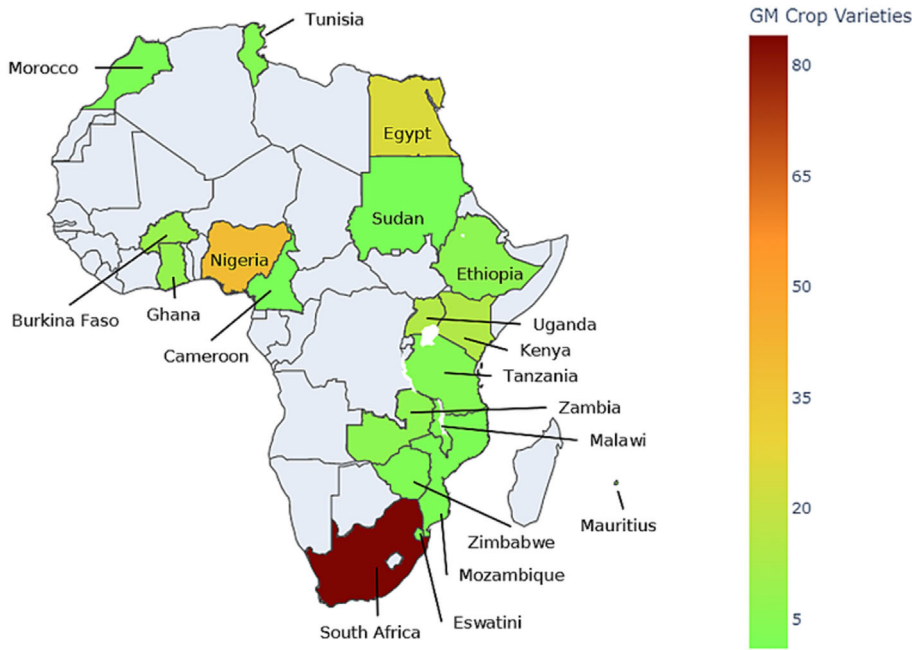 Tunisia
GM Crop Varieties
Morocco
80
Egypt
65
Sudan
Nigeria
Ethiopia
50
Burkina Faso
Ghana
Uganda
Cameroon
Kenya
Tanzania
35
Zambia
Malawi
20
Mauritius
Zimbabwe
Mozambique
Eswatini
South Africa
5